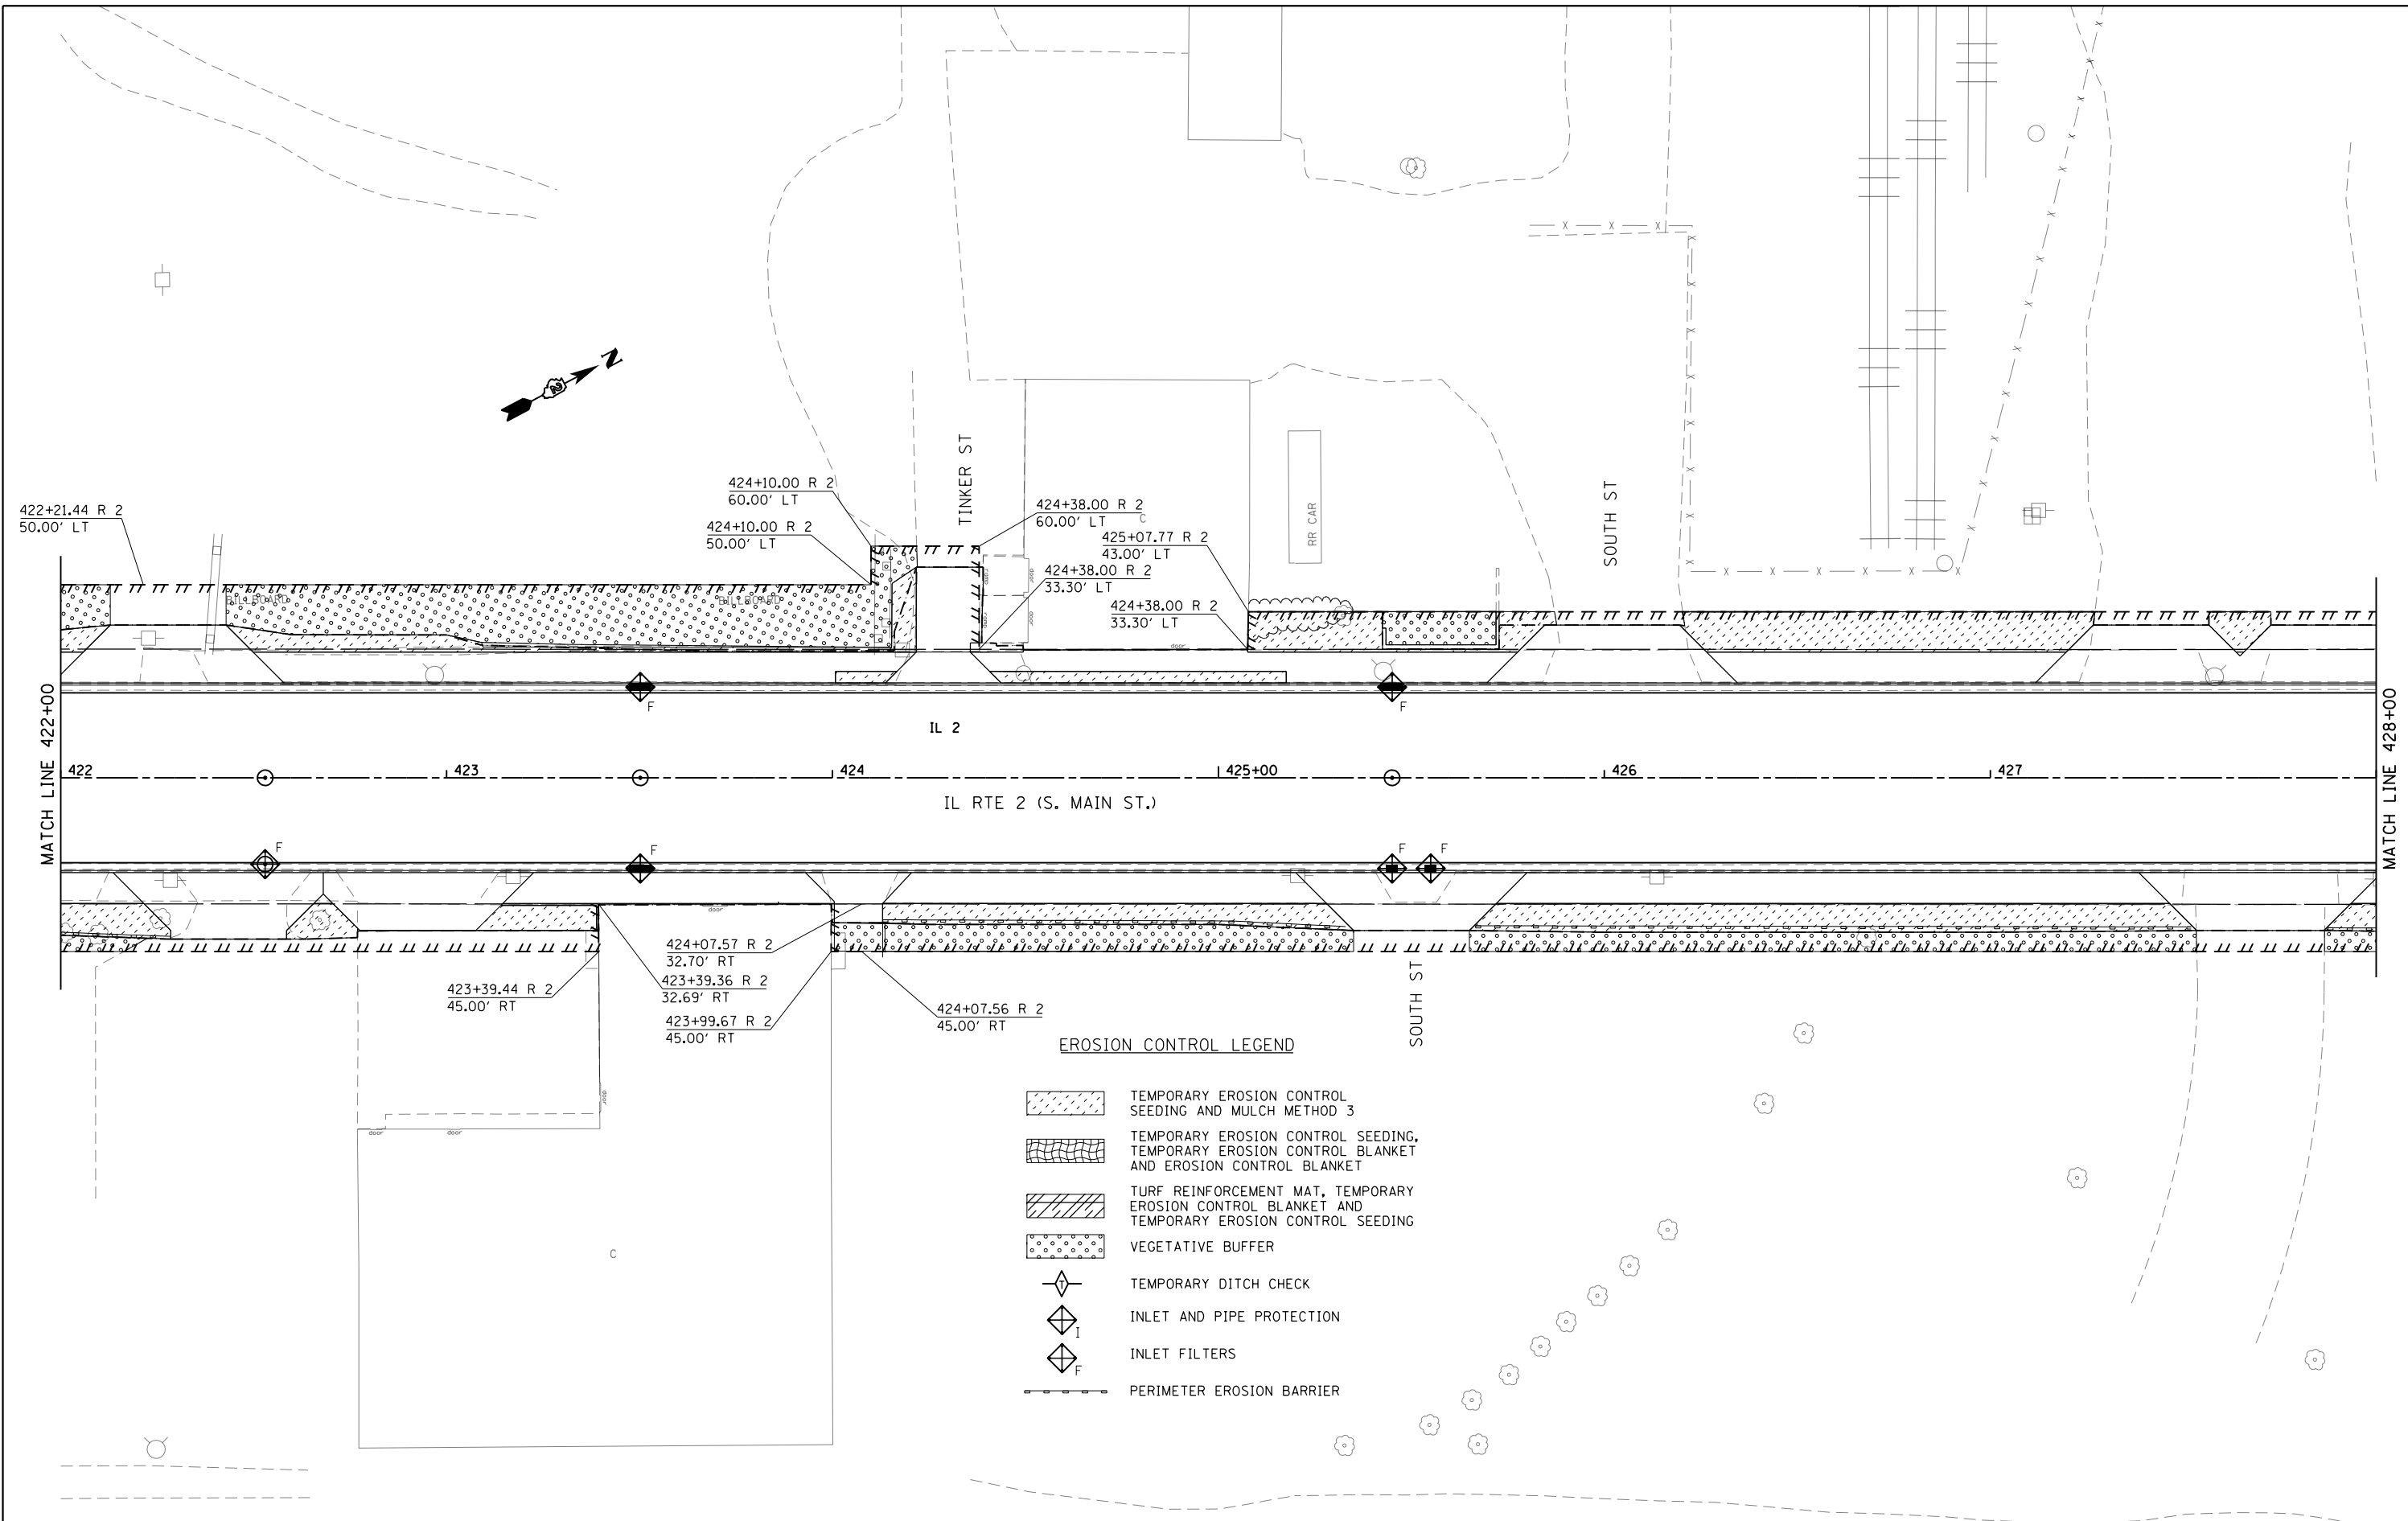 N
TINKER ST
424+10.00 R 2
60.00' LT
422+21.44 R 2
50.00' LT
424+38.00 R 2
60.00' LT
C
424+10.00 R 2
50.00' LT
425+07.77 R 2
43.00' LT
424+38.00 R 2
33.30' LT
424+38.00 R 2
33.30' LT
RR CAR
SOUTH ST
BILLBOARD
BILLBOARD
door
door
door
F
F
MATCH LINE 422+00
MATCH LINE 428+00
IL 2
422
423
424
425+00
426
427
IL RTE 2 (S. MAIN ST.)
F
F
F
F
door
424+07.57 R 2
32.70' RT
423+39.44 R 2
45.00' RT
423+39.36 R 2
32.69' RT
423+99.67 R 2
45.00' RT
424+07.56 R 2
45.00' RT
SOUTH ST
door
door
door
C
EROSION CONTROL LEGEND
TEMPORARY EROSION CONTROL
SEEDING AND MULCH METHOD 3
TEMPORARY EROSION CONTROL SEEDING,
TEMPORARY EROSION CONTROL BLANKET
AND EROSION CONTROL BLANKET
TURF REINFORCEMENT MAT, TEMPORARY
EROSION CONTROL BLANKET AND
TEMPORARY EROSION CONTROL SEEDING
VEGETATIVE BUFFER
T
TEMPORARY DITCH CHECK
I
INLET AND PIPE PROTECTION
F
INLET FILTERS
PERIMETER EROSION BARRIER